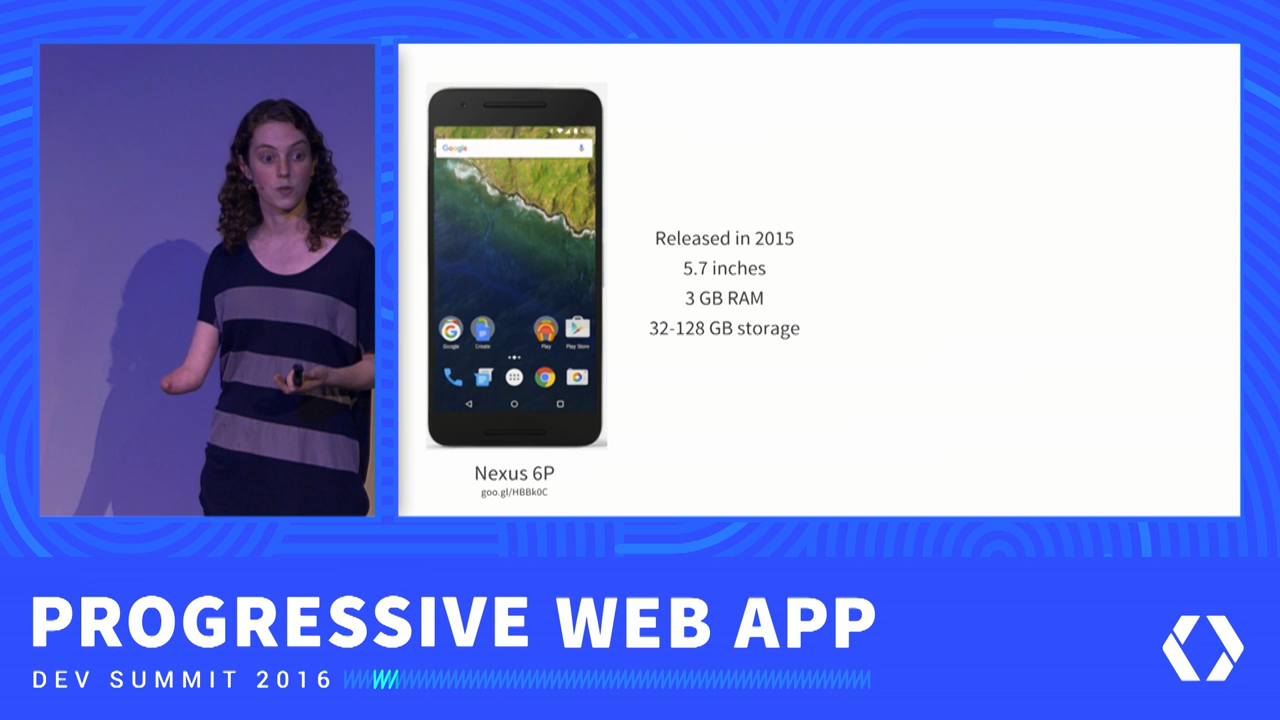 Google
Released in 2015
5.7 inches
3 GB RAM
32-128 GB storage
Google
Create
Play
Play Store
Nexus 6P
goo.gl/HBBk0C
PROGRESSIVE WEB APP
DEV SUMMIT 2016